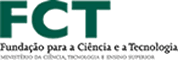 FCT
Fundação para a Ciência e a Tecnologia
MINISTÉRIO DA CIÊNCIA, TECNOLOGIA E ENSINO SUPERIOR